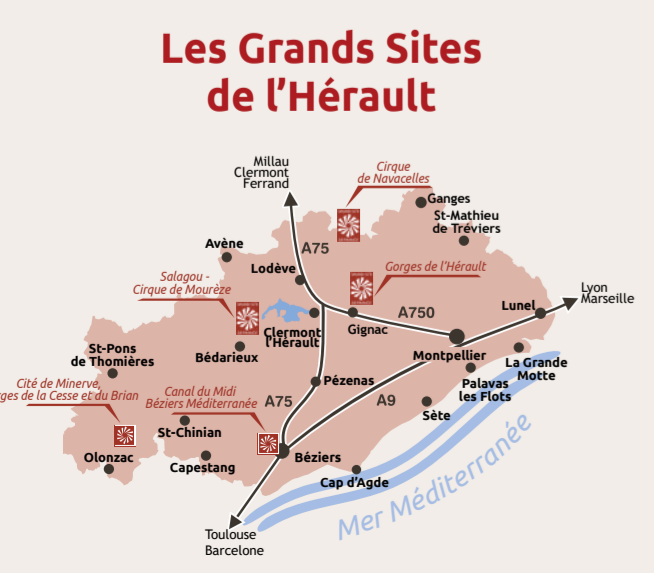 Les Grands Sites
de l’Hérault
Millau
Clermont
Ferrand
Cirque
de Navacelles
Ganges
St-Mathieu
de Tréviers
Avène
A75
Lodève
Gorges de l’Hérault
Salagou -
Cirque de Mourèze
Lyon
Marseille
A750
Lunel
Gignac
Clermont
l’Hérault
St-Pons
de Thomières
Bédarieux
Montpellier
La Grande
Motte
Pézenas
Palavas
les Flots
Cité de Minerve,
ges de la Cesse et du Brian
Canal du Midi
Béziers Méditerranée
A75
A9
Sète
St-Chinian
Olonzac
Capestang
Béziers
Cap d’Agde
Mer Méditerranée
Toulouse
Barcelone